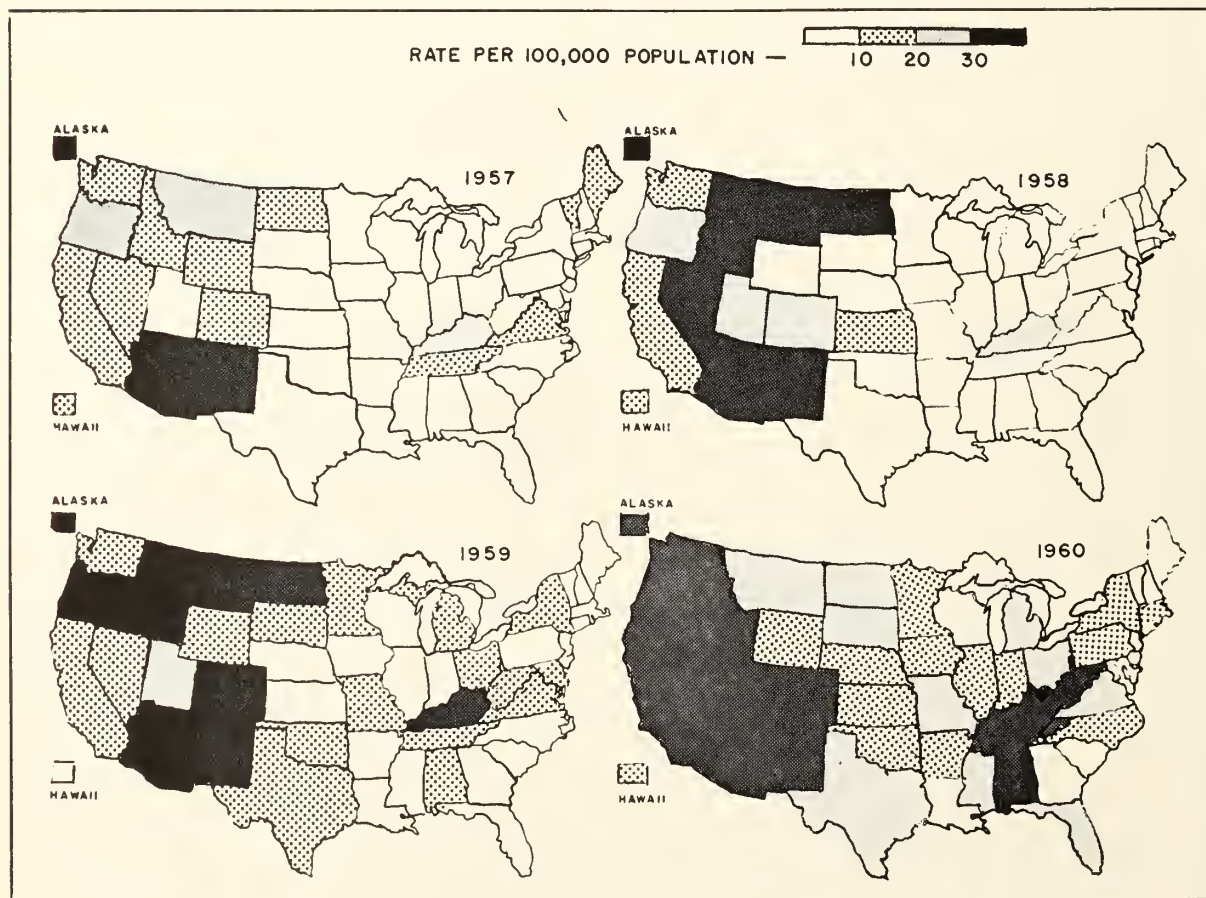 RATE PER 100,000 POPULATION —
10 20 30
ALASKA
1957
HAWAII
ALASKA
1958
HAWAII
ALASKA
1959
HAWAII
ALASKA
1960
HAWAII